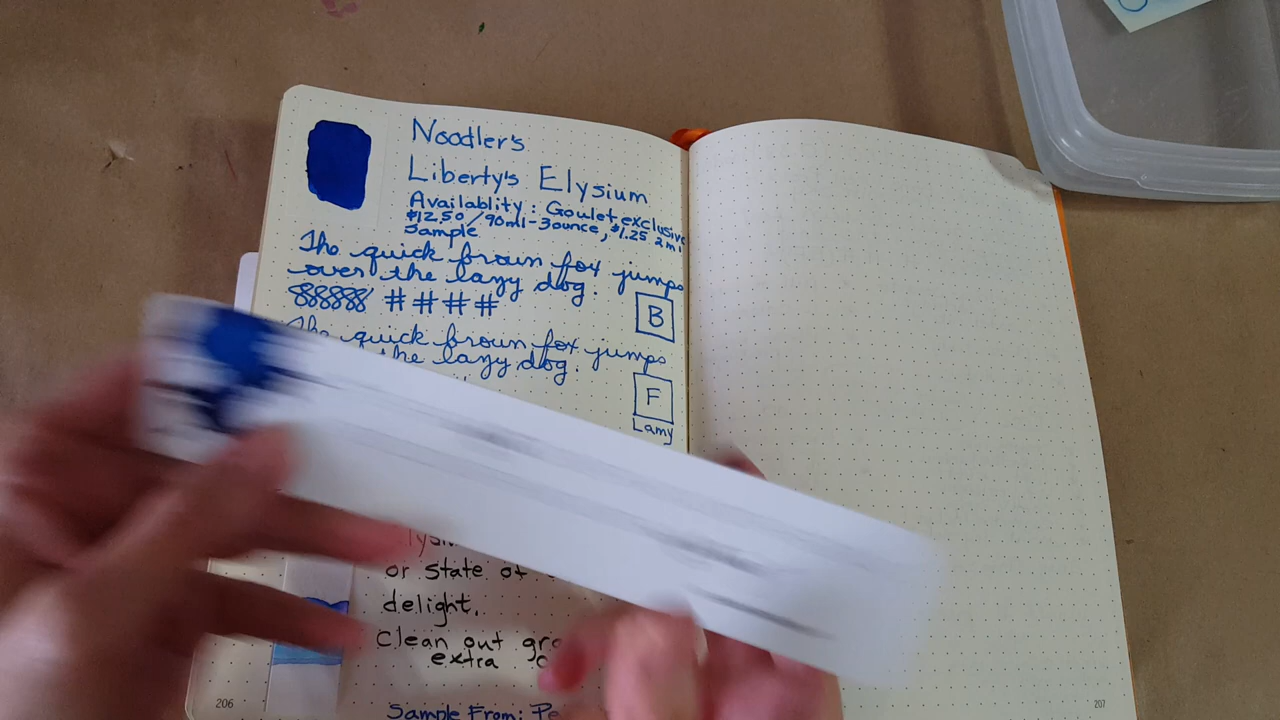 Noodler's
Liberty's Elysium
Availablity: Goulet exclusive
$12.50/90ml-3ounce, $1.25 2ml
Sample
The quick brown fox jumps
over the lazy dog.
# # # #
B
The quick brown fox jumps
the lazy dog.
F
Lamy
or state of
delight.
Clean out
extra
Sample From:
206
207